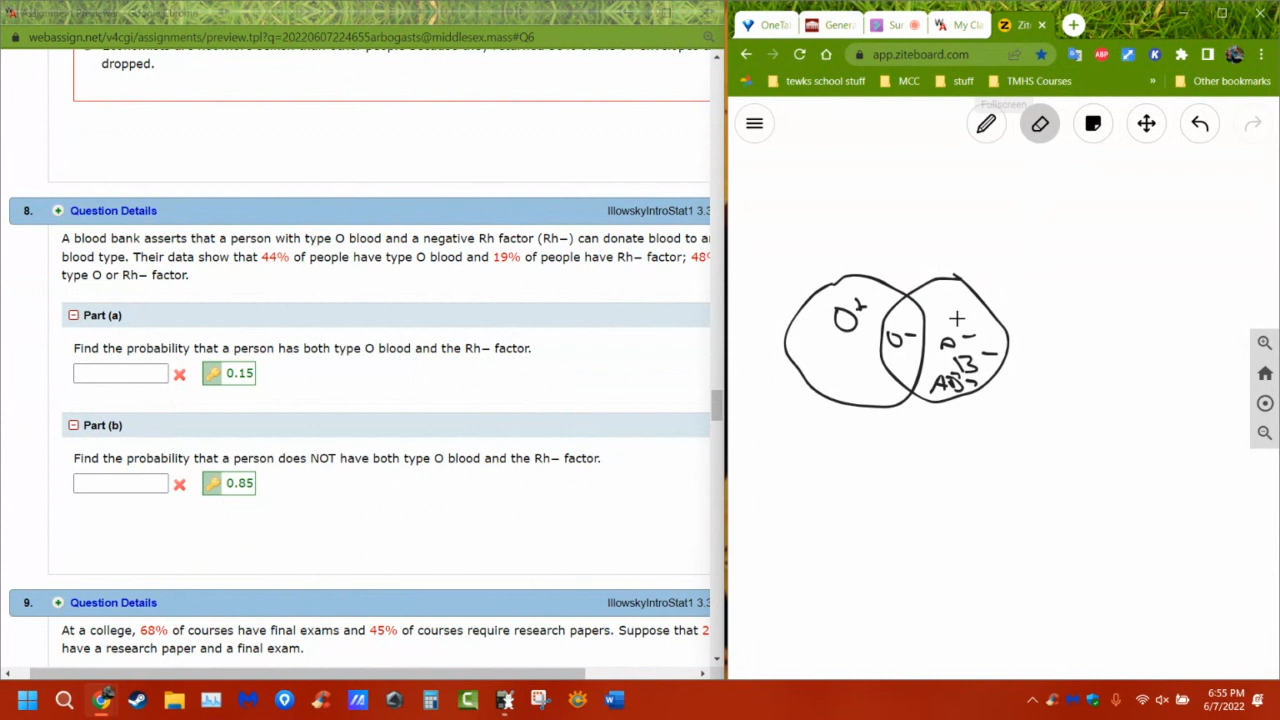 webassign.net/v4cgi/assignments/preview.tpl?q=20220607224655arbogasts@middlesex.mass#Q6
dropped.
8.
Question Details
IllowskyIntroStat1 3.3
A blood bank asserts that a person with type O blood and a negative Rh factor (Rh−) can donate blood to
blood type. Their data show that 44% of people have type O blood and 19% of people have Rh− factor; 48
type O or Rh− factor.
Part (a)
Find the probability that a person has both type O blood and the Rh− factor.
0.15
Part (b)
Find the probability that a person does NOT have both type O blood and the Rh− factor.
0.85
9.
Question Details
IllowskyIntroStat1 3.3
At a college, 68% of courses have final exams and 45% of courses require research papers. Suppose that 2
have a research paper and a final exam.
OneTa
Genera
Sur
My Cla
Zite
app.ziteboard.com
tewks school stuff
MCC
stuff
TMHS Courses
»
Other bookmarks
Fullscreen
O+
O−
A−
B−
AB-
6:55 PM
6/7/2022